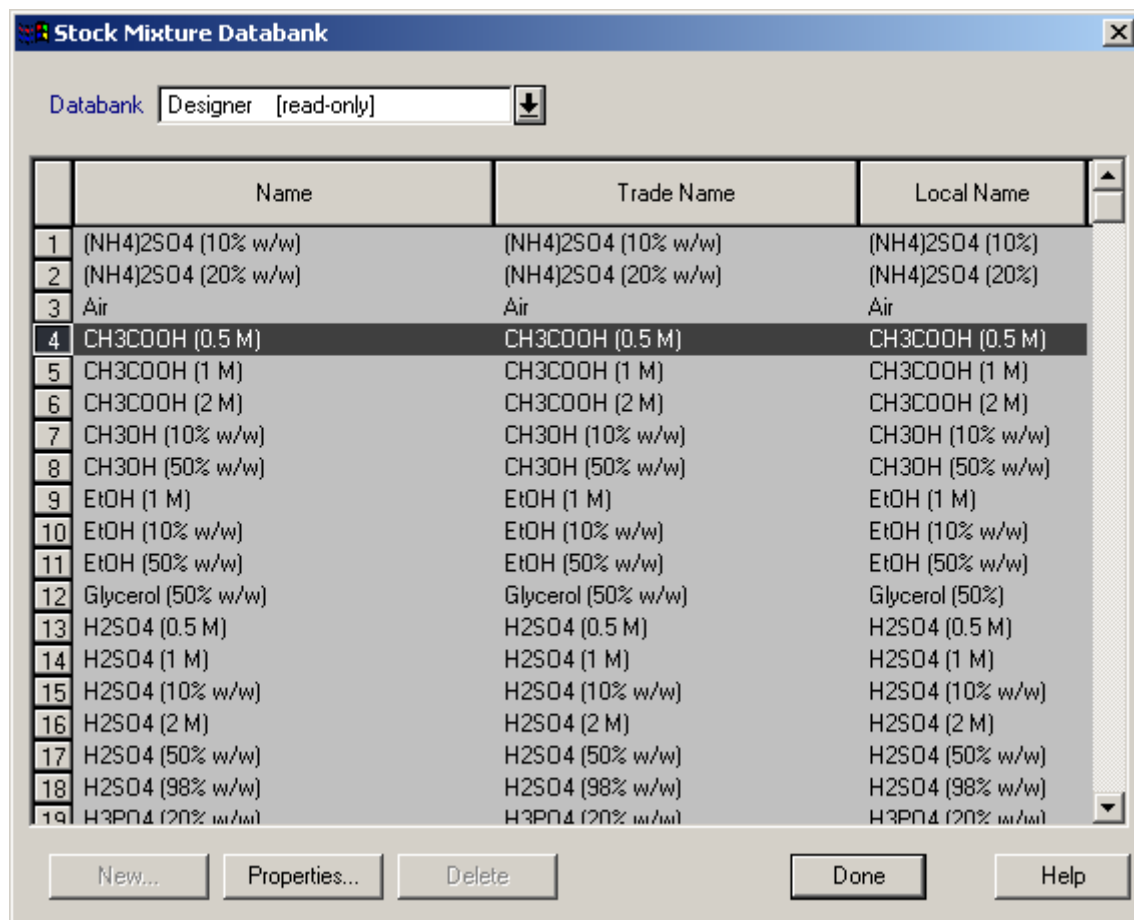 Stock Mixture Databank
Databank Designer [read-only]
Name Trade Name Local Name
1 (NH4)2SO4 (10% w/w) (NH4)2SO4 (10% w/w) (NH4)2SO4 (10%)
2 (NH4)2SO4 (20% w/w) (NH4)2SO4 (20% w/w) (NH4)2SO4 (20%)
3 Air Air Air
4 CH3COOH (0.5 M) CH3COOH (0.5 M) CH3COOH (0.5 M)
5 CH3COOH (1 M) CH3COOH (1 M) CH3COOH (1 M)
6 CH3COOH (2 M) CH3COOH (2 M) CH3COOH (2 M)
7 CH3OH (10% w/w) CH3OH (10% w/w) CH3OH (10% w/w)
8 CH3OH (50% w/w) CH3OH (50% w/w) CH3OH (50% w/w)
9 EtOH (1 M) EtOH (1 M) EtOH (1 M)
10 EtOH (10% w/w) EtOH (10% w/w) EtOH (10% w/w)
11 EtOH (50% w/w) EtOH (50% w/w) EtOH (50% w/w)
12 Glycerol (50% w/w) Glycerol (50% w/w) Glycerol (50%)
13 H2SO4 (0.5 M) H2SO4 (0.5 M) H2SO4 (0.5 M)
14 H2SO4 (1 M) H2SO4 (1 M) H2SO4 (1 M)
15 H2SO4 (10% w/w) H2SO4 (10% w/w) H2SO4 (10% w/w)
16 H2SO4 (2 M) H2SO4 (2 M) H2SO4 (2 M)
17 H2SO4 (50% w/w) H2SO4 (50% w/w) H2SO4 (50% w/w)
18 H2SO4 (98% w/w) H2SO4 (98% w/w) H2SO4 (98% w/w)
19 H3PO4 (20% w/w) H3PO4 (20% w/w) H3PO4 (20% w/w)
New... Properties... Delete Done Help